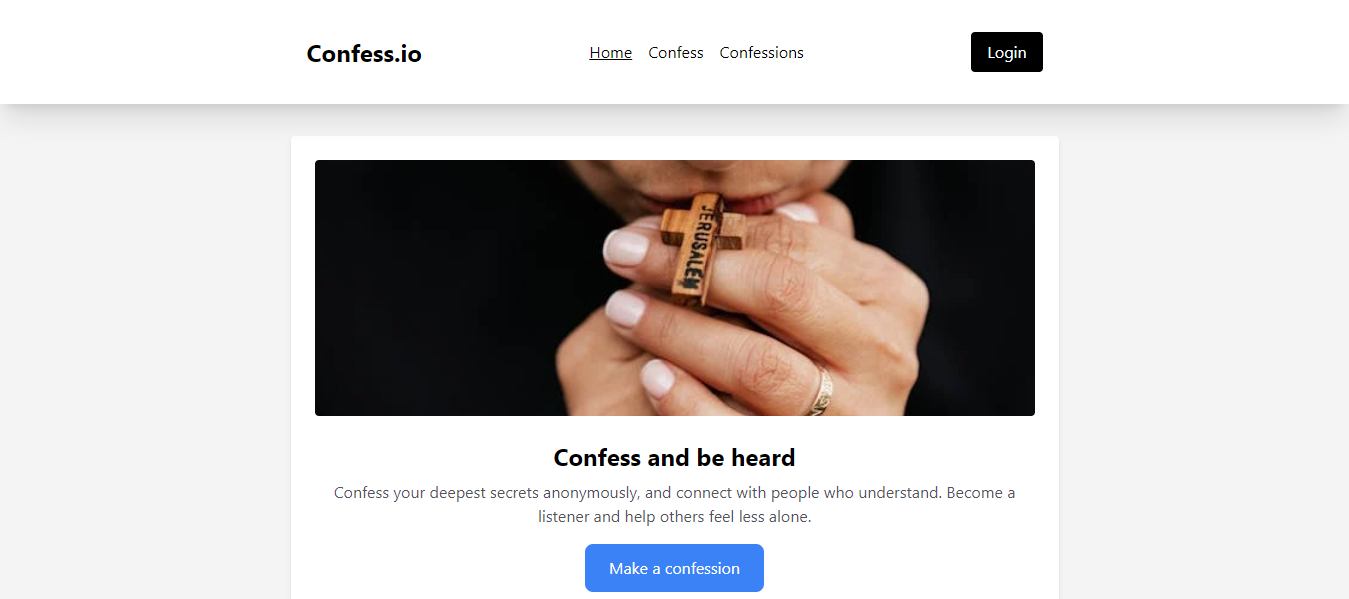 Confess.io
Home Confess Confessions
Login
JERUSALEM
Confess and be heard
Confess your deepest secrets anonymously, and connect with people who understand. Become a
listener and help others feel less alone.
Make a confession